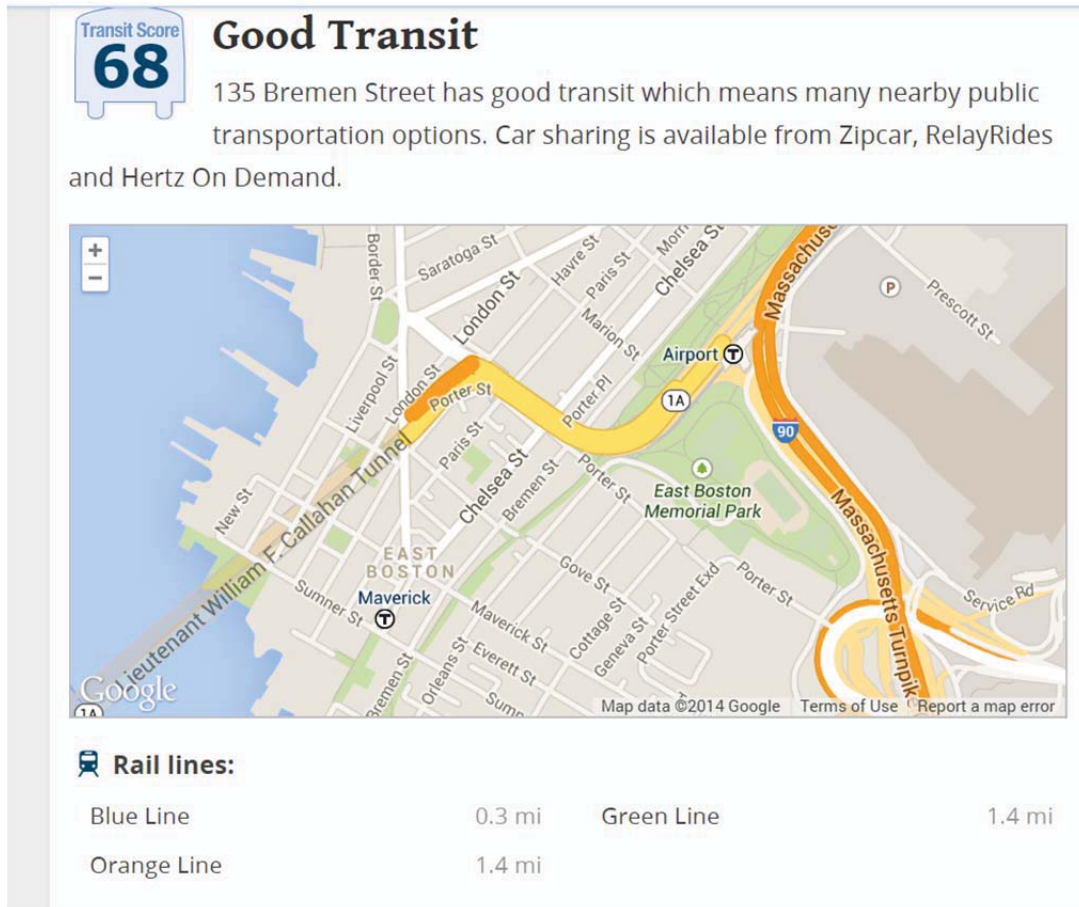 Transit Score
68
Good Transit
135 Bremen Street has good transit which means many nearby public
transportation options. Car sharing is available from Zipcar, RelayRides
and Hertz On Demand.
+
−
Border St
Saratoga St
London St
Havre St
Paris St
Morri
Chelsea St
Massachuse
P
Prescott St
Marion St
Airport T
Liverpool St
London St
Porter St
Porter Pl
1A
90
Paris St
Chelsea St
Bremen St
Porter St
East Boston
Memorial Park
New St
Lieutenant William F. Callahan Tunnel
EAST
BOSTON
Maverick
T
Gove St
Massachusetts Turnpik
Sumner St
Maverick St
Cottage St
Geneva St
Porter Street Exd
Porter St
Service Rd
Everett St
Orleans St
Bremen St
Sumn
Google
1A
Map data ©2014 Google
Terms of Use
Report a map error
Rail lines:
Blue Line 0.3 mi Green Line 1.4 mi
Orange Line 1.4 mi